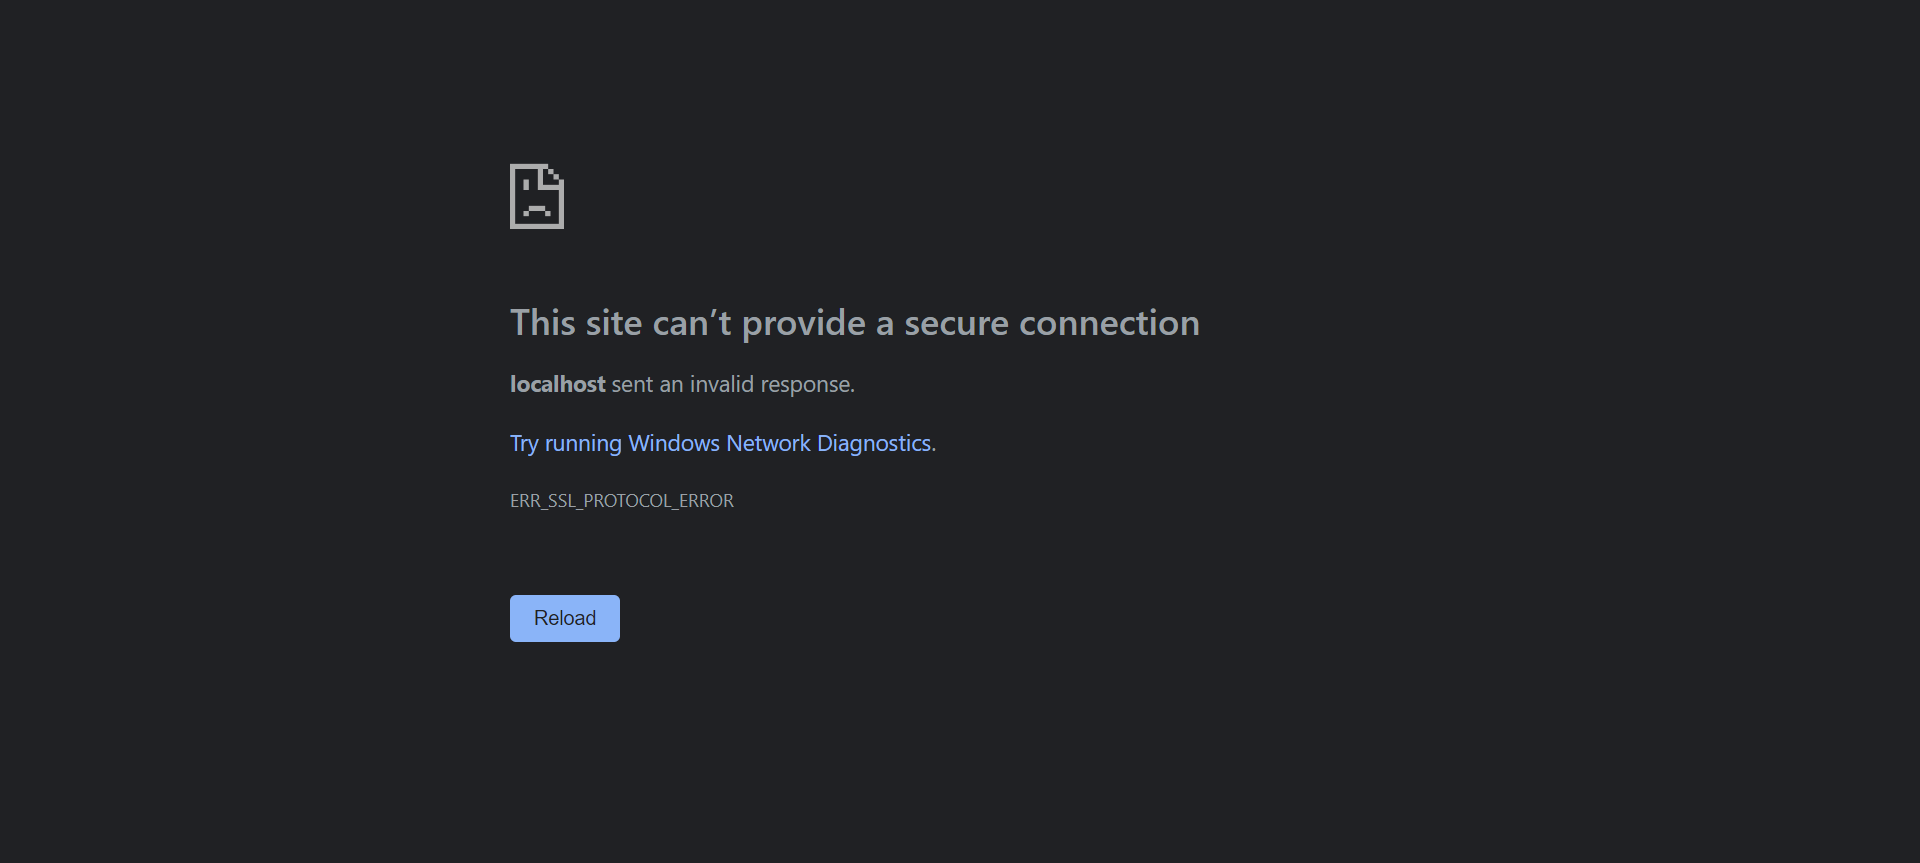 This site can’t provide a secure connection
localhost sent an invalid response.
Try running Windows Network Diagnostics.
ERR_SSL_PROTOCOL_ERROR
Reload